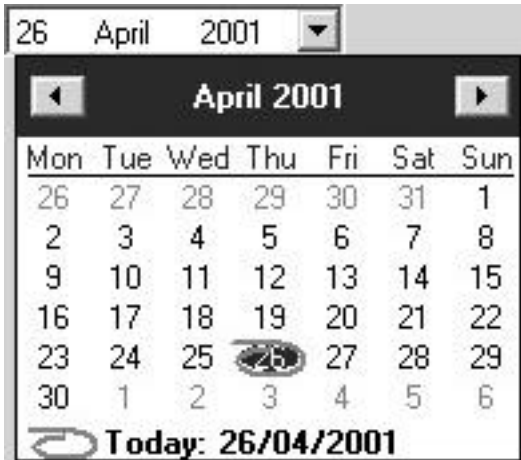 26 April 2001
April 2001
Mon Tue Wed Thu Fri Sat Sun
26 27 28 29 30 31 1
2 3 4 5 6 7 8
9 10 11 12 13 14 15
16 17 18 19 20 21 22
23 24 25 26 27 28 29
30 1 2 3 4 5 6
Today: 26/04/2001